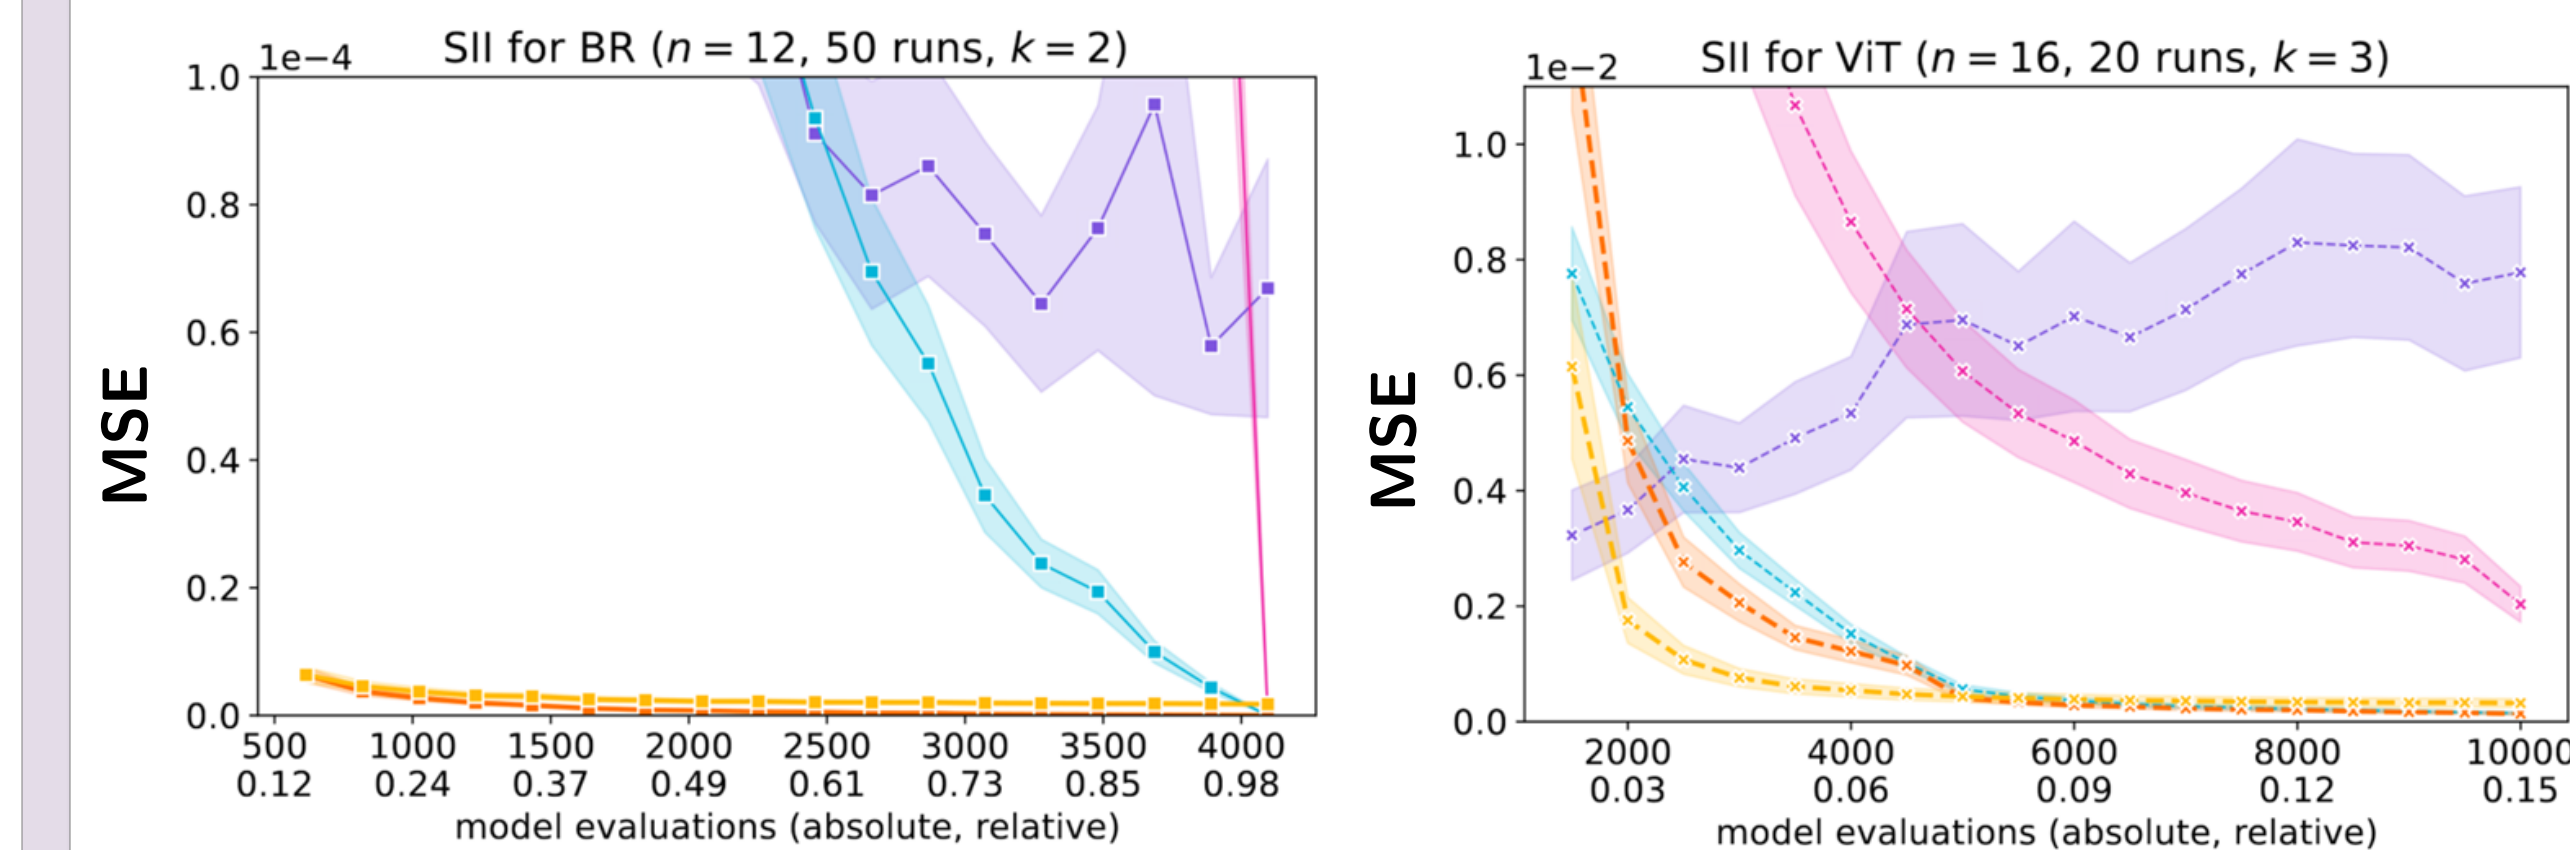 1e−4
SII for BR (n = 12, 50 runs, k = 2)
1.0
0.8
0.6
0.4
0.2
0.0
MSE
500 1000 1500 2000 2500 3000 3500 4000
0.12 0.24 0.37 0.49 0.61 0.73 0.85 0.98
model evaluations (absolute, relative)
1e−2
SII for ViT (n = 16, 20 runs, k = 3)
1.0
0.8
0.6
0.4
0.2
0.0
MSE
2000 4000 6000 8000 10000
0.03 0.06 0.09 0.12 0.15
model evaluations (absolute, relative)